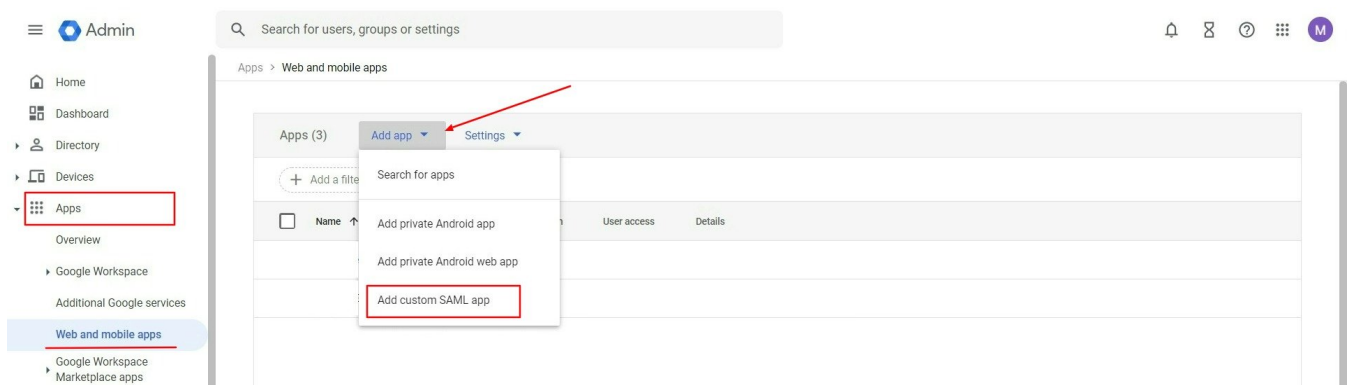 Admin
Search for users, groups or settings
M
Home
Dashboard
Directory
Devices
Apps
Overview
Google Workspace
Additional Google services
Web and mobile apps
Google Workspace
Marketplace apps
Apps > Web and mobile apps
Apps (3) Add app Settings
+ Add a filte
Search for apps
Add private Android app
Add private Android web app
Add custom SAML app
Name User access Details